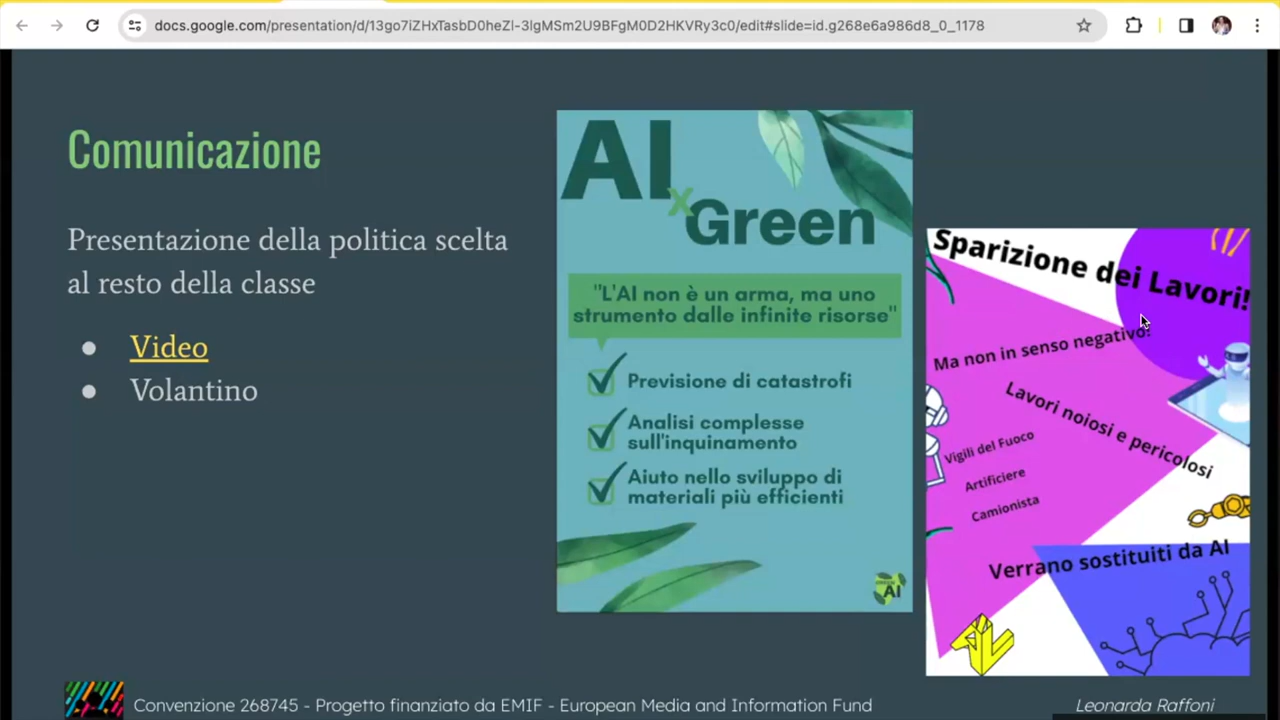 docs.google.com/presentation/d/13go7iZHxTasbD0heZl-3lgMSm2U9BFgM0D2HKVRy3c0/edit#slide=id.g268e6a986d8_0_1178
Comunicazione
Presentazione della politica scelta
al resto della classe
Video
Volantino
AI
x
Green
"L'AI non è un arma, ma uno
strumento dalle infinite risorse"
Previsione di catastrofi
Analisi complesse
sull'inquinamento
Aiuto nello sviluppo di
materiali più efficienti
AI
Sparizione dei Lavori!
Ma non in senso negativo!
Lavori noiosi e pericolosi
Vigili del Fuoco
Artificiere
Camionista
Verrano sostituiti da AI
Convenzione 268745 - Progetto finanziato da EMIF - European Media and Information Fund
Leonarda Raffoni